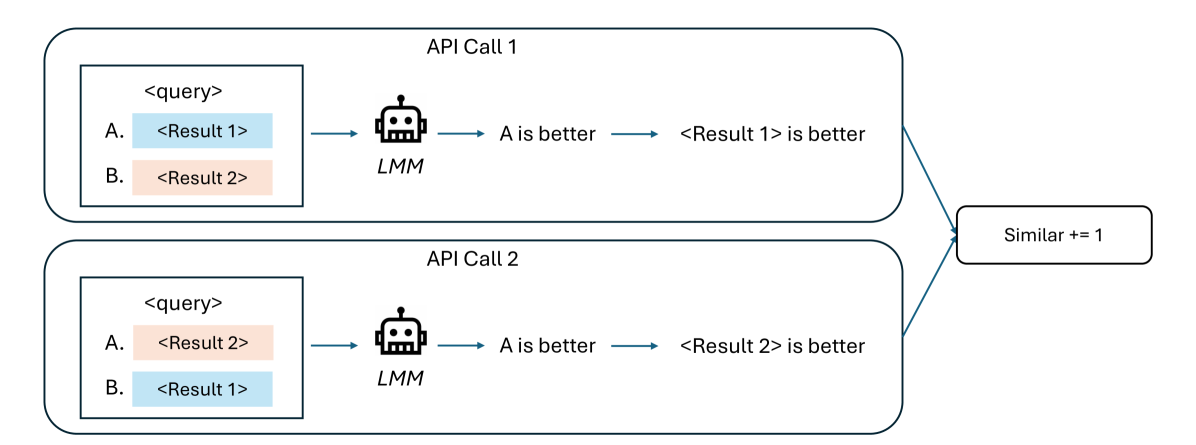 API Call 1
<query>
A. <Result 1>
B. <Result 2>
LMM
A is better
<Result 1> is better
API Call 2
<query>
A. <Result 2>
B. <Result 1>
LMM
A is better
<Result 2> is better
Similar += 1